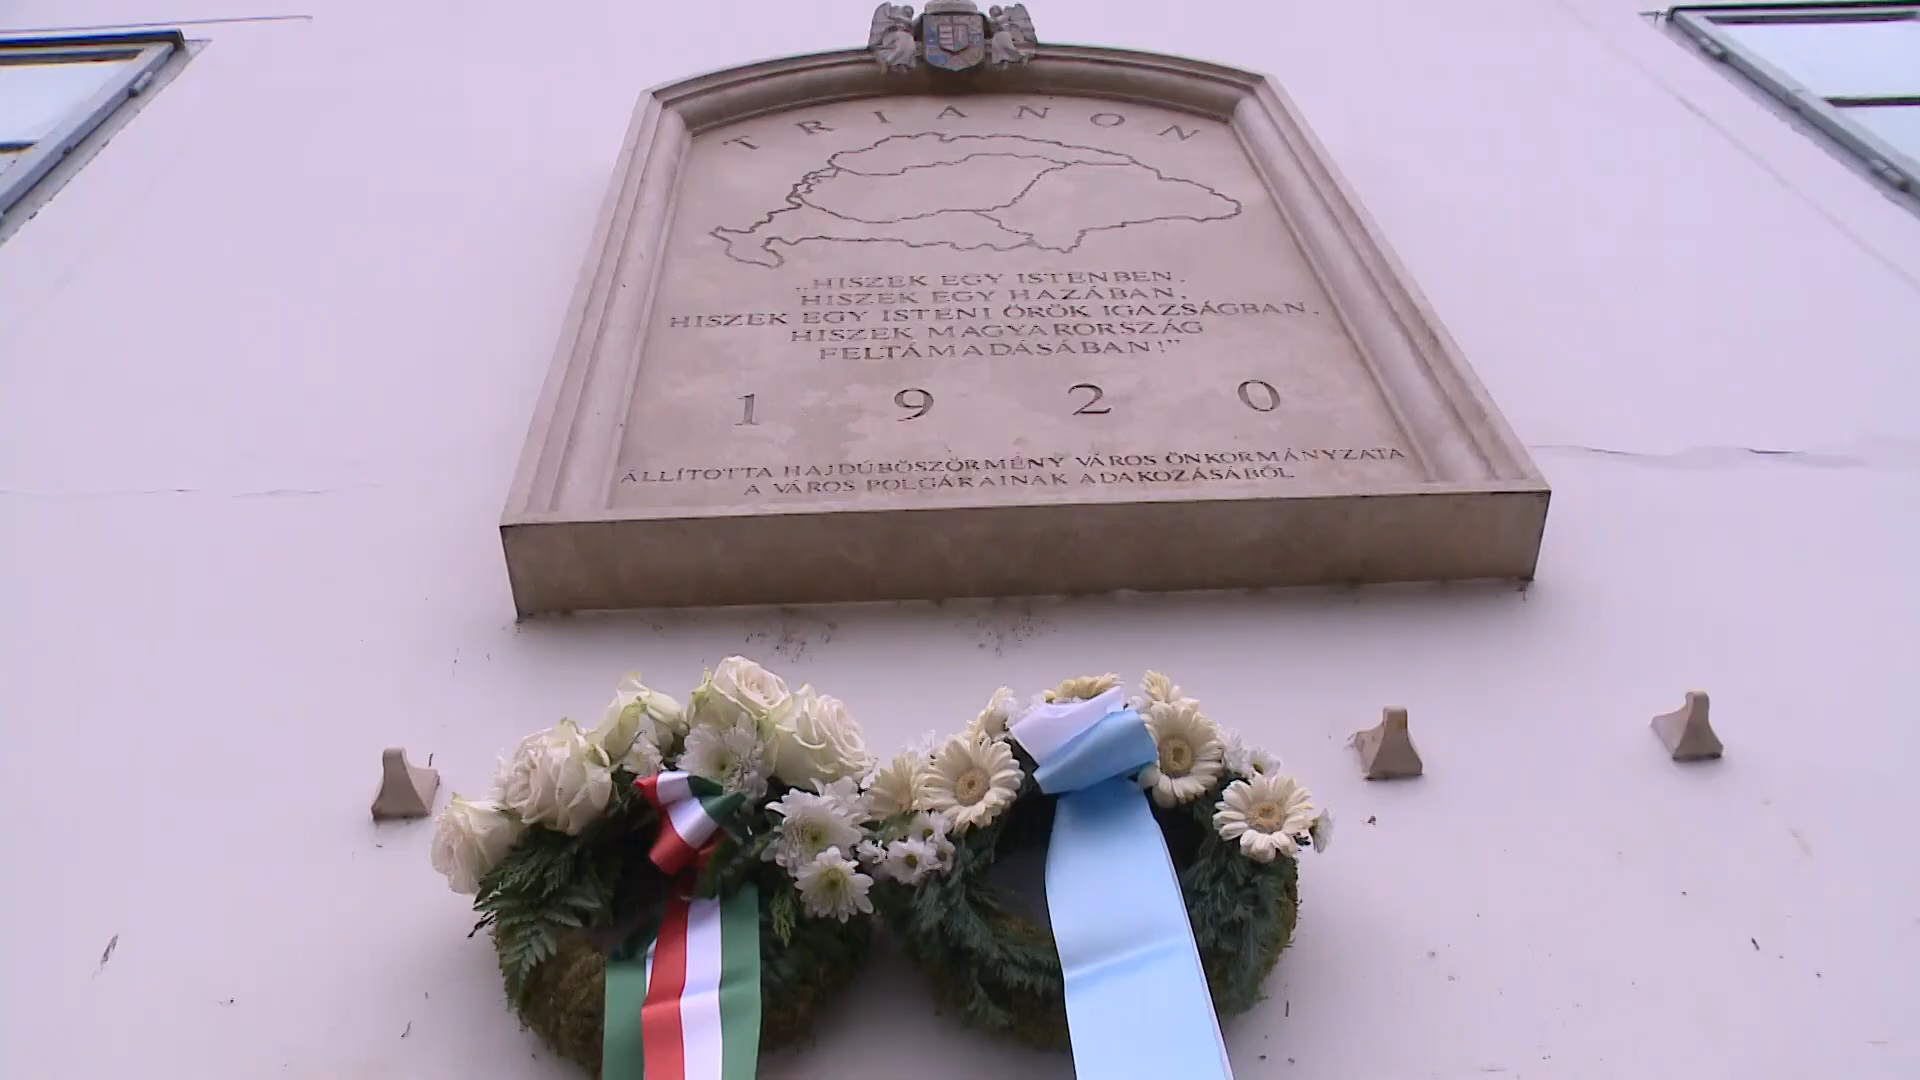 TRIANON
„HISZEK EGY ISTENBEN,
HISZEK EGY HAZÁBAN,
HISZEK EGY ISTENI ÖRÖK IGAZSÁGBAN,
HISZEK MAGYARORSZÁG
FELTÁMADÁSÁBAN!”
1920
ÁLLÍTOTTA HAJDÚBÖSZÖRMÉNY VÁROS ÖNKORMÁNYZATA
A VÁROS POLGÁRAINAK ADAKOZÁSÁBÓL